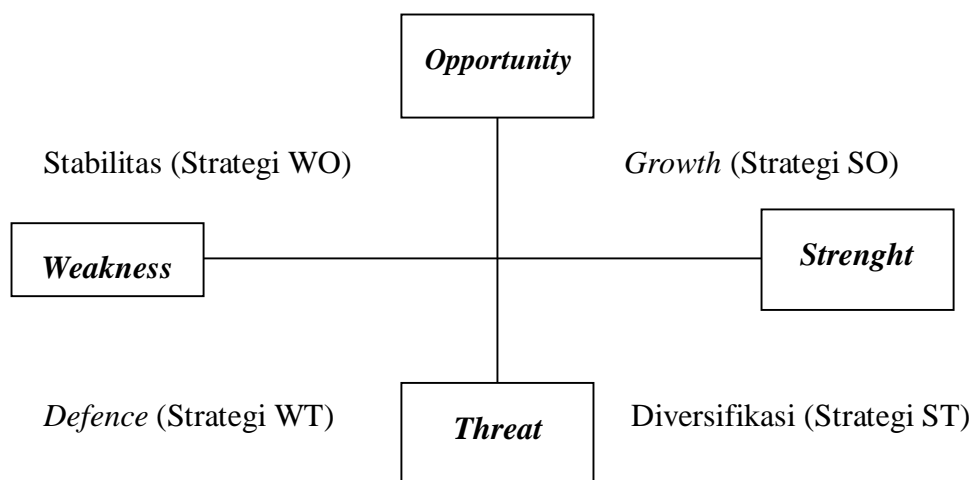 Opportunity
Stabilitas (Strategi WO)
Growth (Strategi SO)
Weakness
Strenght
Defence (Strategi WT)
Threat
Diversifikasi (Strategi ST)